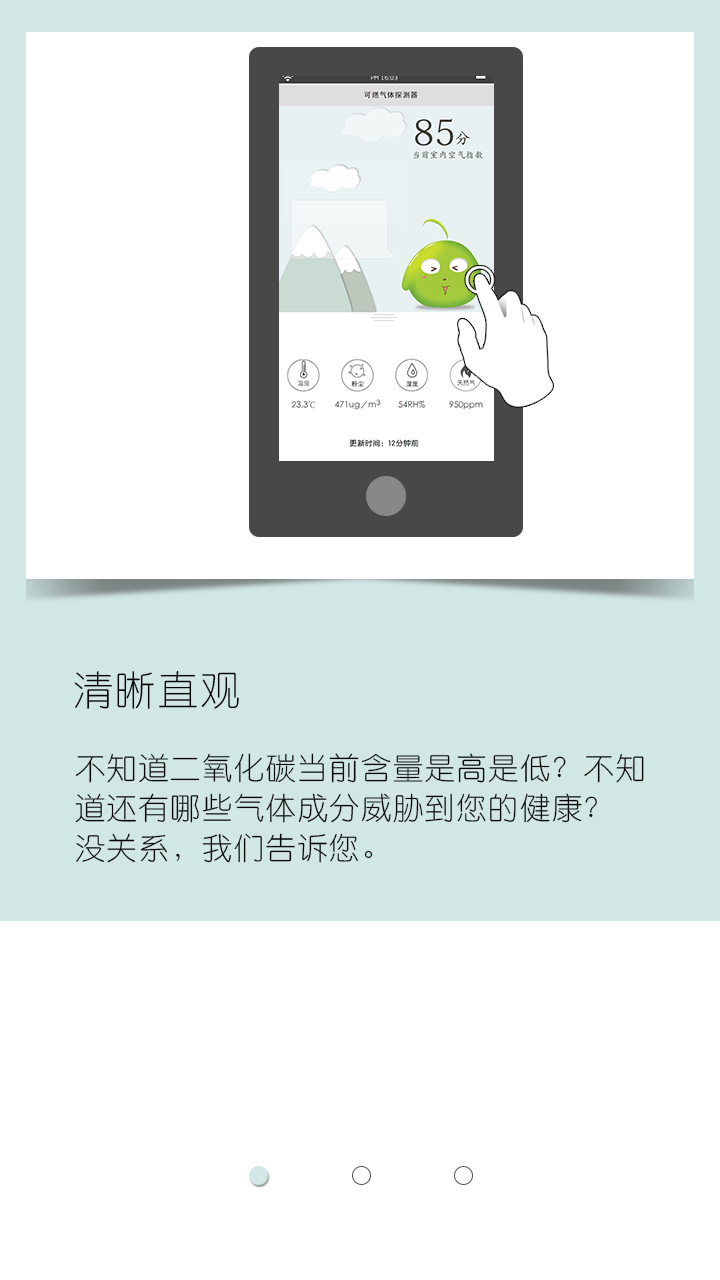 PM 16:03
可燃气体探测器
85分
当前室内空气指数
温度 粉尘 湿度 天然气
23.3℃ 471ug/m³ 54RH% 950ppm
更新时间：12分钟前
清晰直观
不知道二氧化碳当前含量是高是低？不知
道还有哪些气体成分威胁到您的健康？
没关系，我们告诉您。